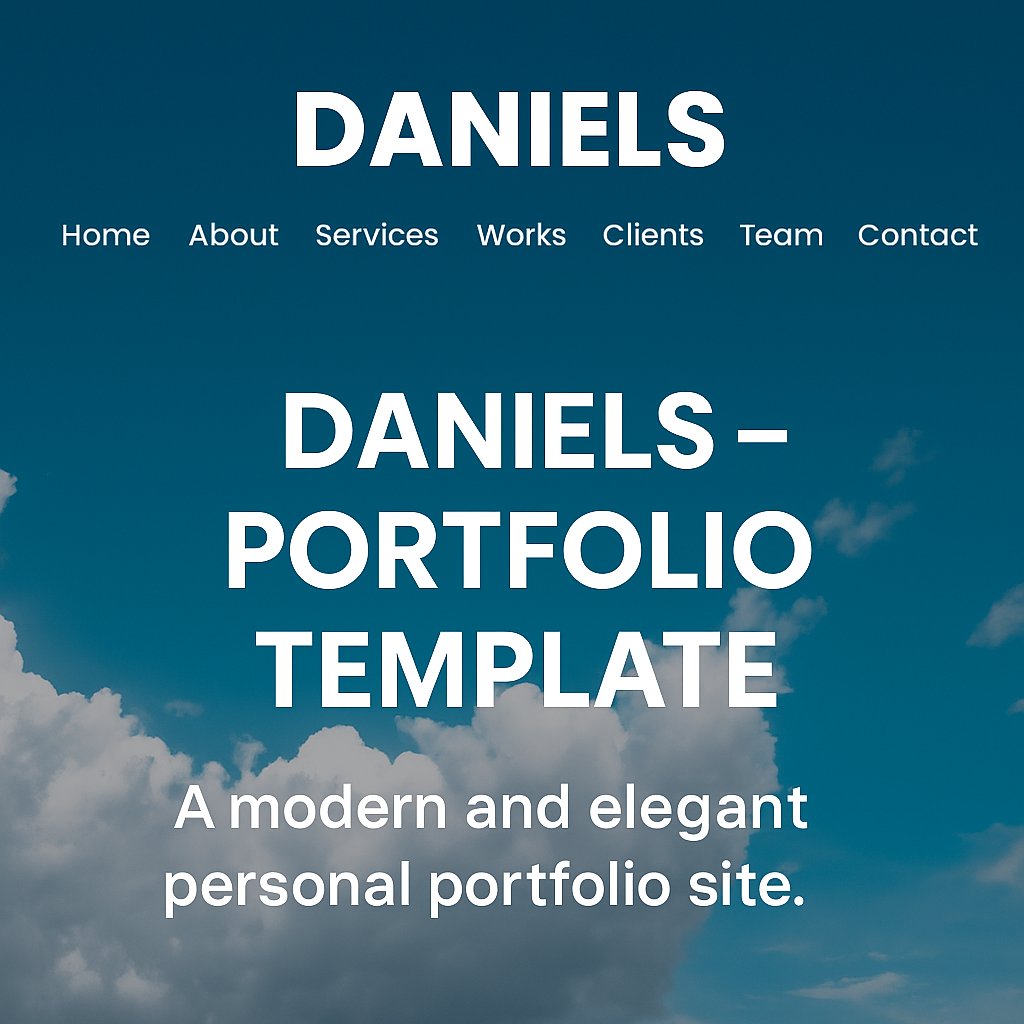 DANIELS
Home About Services Works Clients Team Contact
DANIELS –
PORTFOLIO
TEMPLATE
A modern and elegant
personal portfolio site.